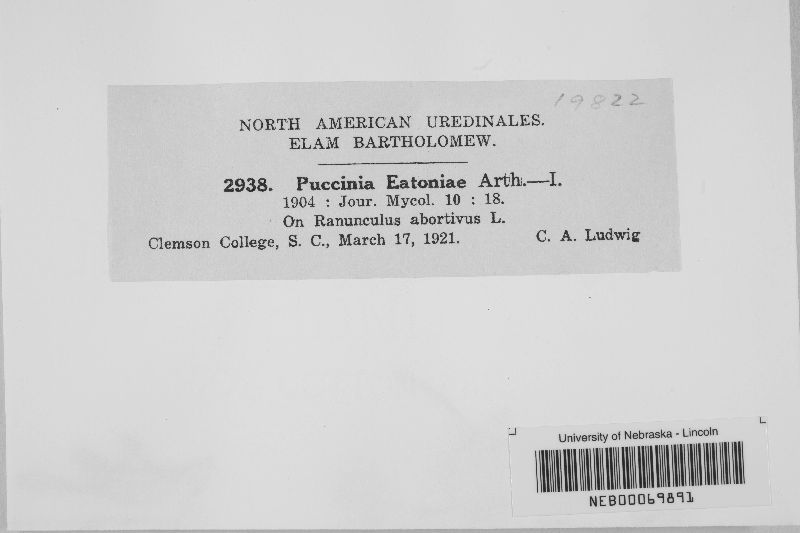 19822
NORTH AMERICAN UREDINALES.
ELAM BARTHOLOMEW.
2938. Puccinia Eatoniae Arth.—I.
1904 : Jour. Mycol. 10 : 18.
On Ranunculus abortivus L.
Clemson College, S. C., March 17, 1921. C. A. Ludwig
University of Nebraska - Lincoln
NEB00069891